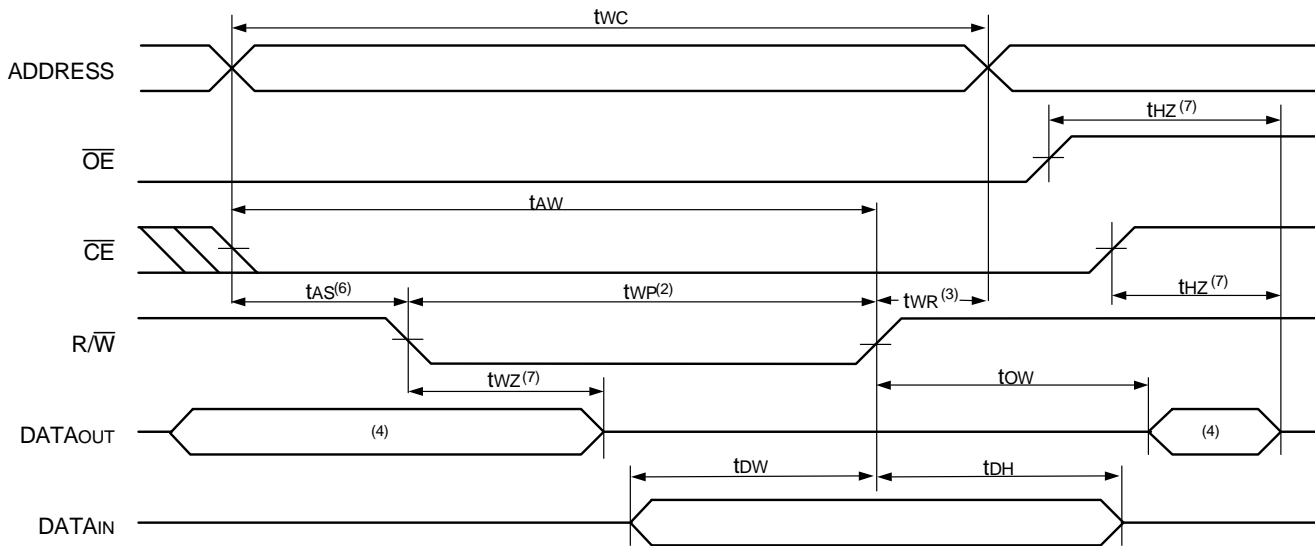 tWC
ADDRESS
tHZ(7)
OE
tAW
CE
tAS(6)
tWP(2)
tWR(3)
tHZ(7)
R/W
tWZ(7)
tOW
DATAOUT
(4)
(4)
tDW
tDH
DATAIN